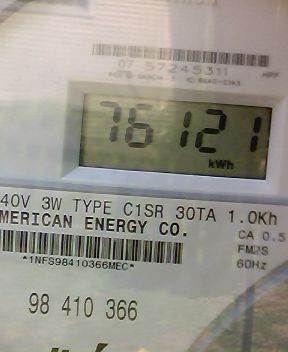 07 57245311
76121
kWh
40V 3W TYPE C1SR 30TA 1.0Kh
MERICAN ENERGY CO.
CA 0.5
FM2S
*1NFS98410366MEC*
60Hz
98 410 366